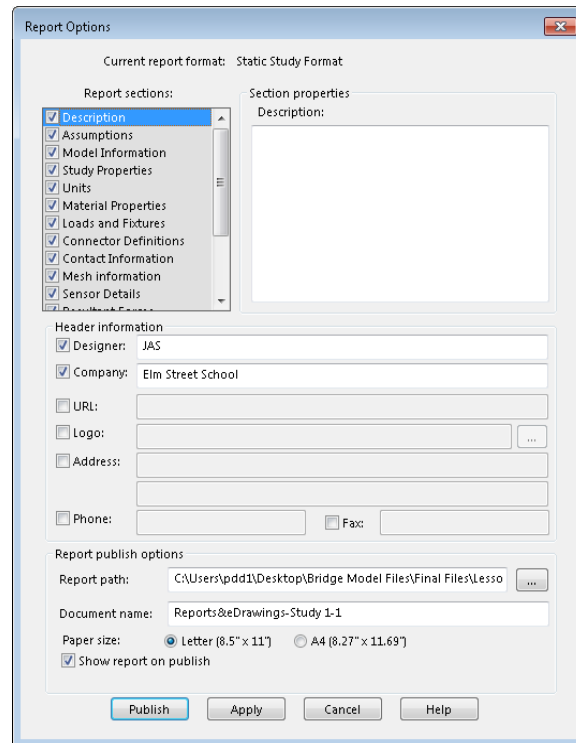 Report Options
Current report format: Static Study Format
Report sections:
Description
Assumptions
Model Information
Study Properties
Units
Material Properties
Loads and Fixtures
Connector Definitions
Contact Information
Mesh information
Sensor Details
Section properties
Description:
Header information
Designer: JAS
Company: Elm Street School
URL:
Logo: ...
Address:
Phone: Fax:
Report publish options
Report path: C:\Users\pdd1\Desktop\Bridge Model Files\Final Files\Lesso ...
Document name: Reports&eDrawings-Study 1-1
Paper size: Letter (8.5" x 11") A4 (8.27" x 11.69")
Show report on publish
Publish Apply Cancel Help